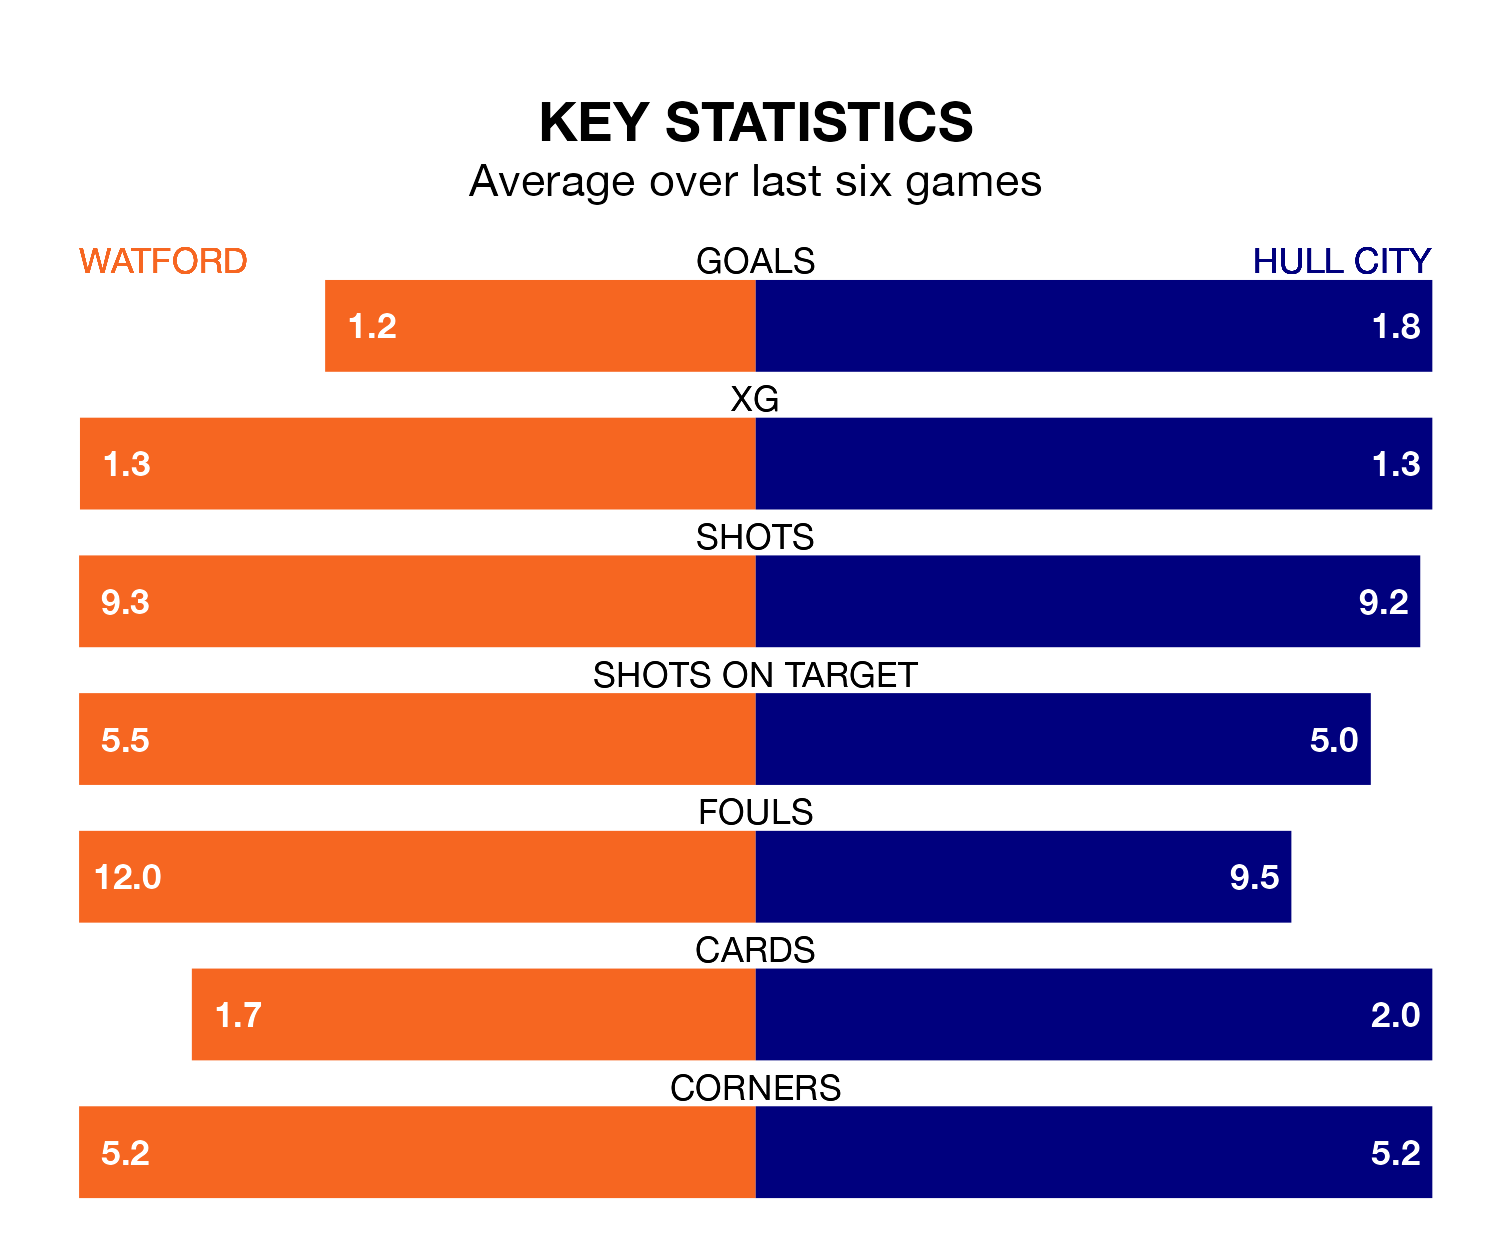 KEY STATISTICS
Average over last six games
WATFORD GOALS HULL CITY
1.2 1.8
XG
1.3 1.3
SHOTS
9.3 9.2
SHOTS ON TARGET
5.5 5.0
FOULS
12.0 9.5
CARDS
1.7 2.0
CORNERS
5.2 5.2